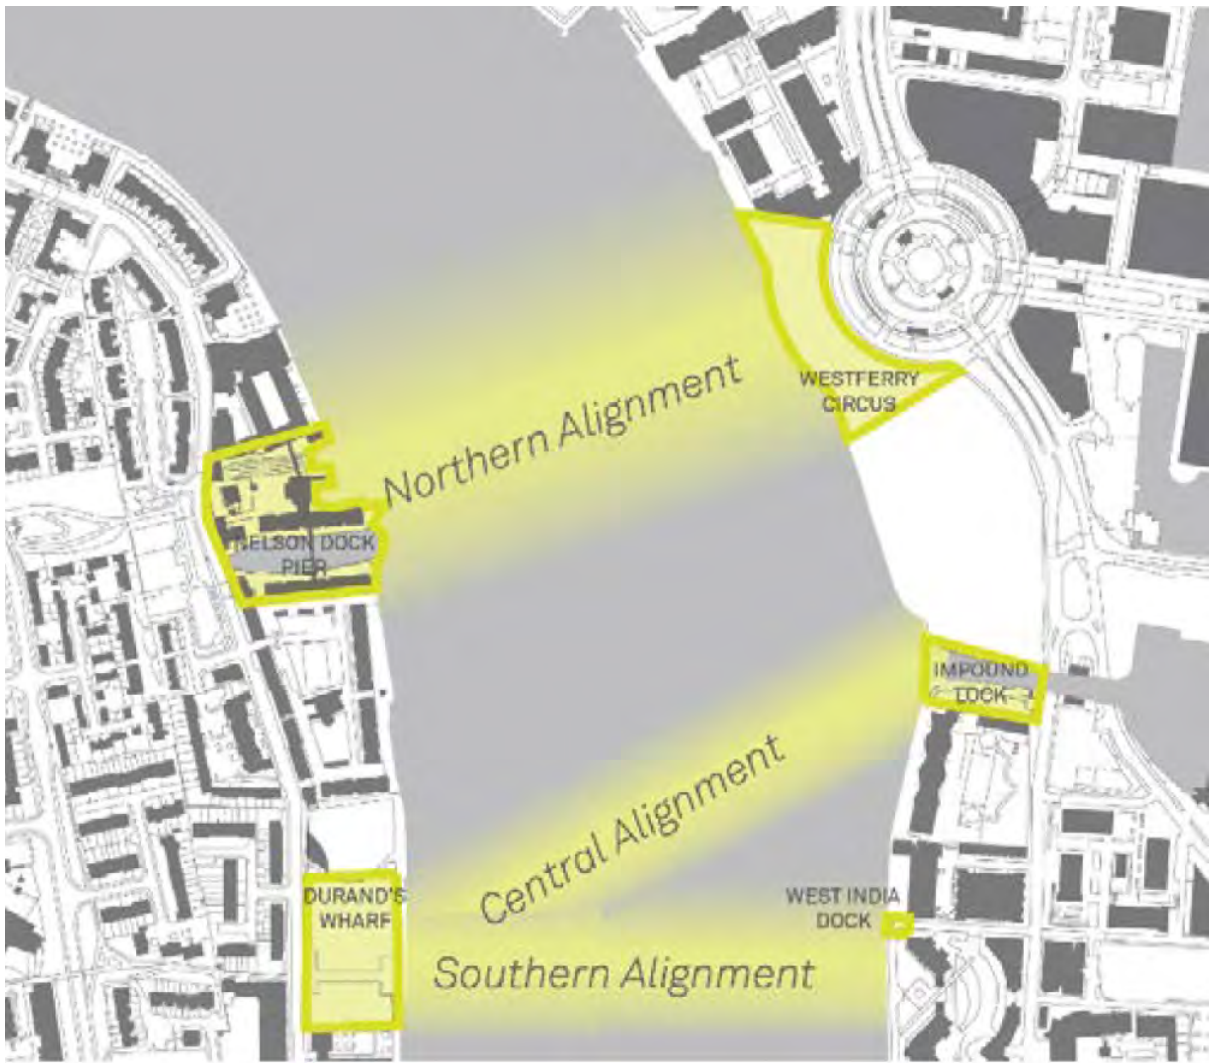 WESTFERRY
CIRCUS
Northern Alignment
NELSON DOCK
PIER
IMPOUND
LOCK
Central Alignment
DURAND'S
WHARF
WEST INDIA
DOCK
Southern Alignment